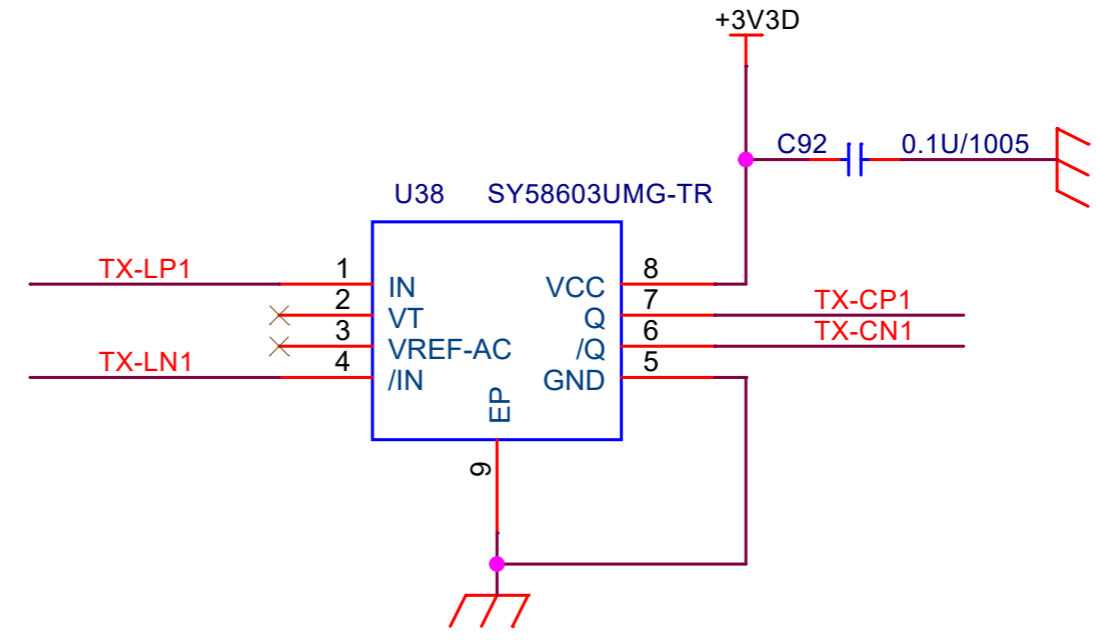 +3V3D
C92 0.1U/1005
U38 SY58603UMG-TR
TX-LP1 1 IN VCC 8
2 VT Q 7 TX-CP1
3 VREF-AC /Q 6 TX-CN1
TX-LN1 4 /IN GND 5
EP
9